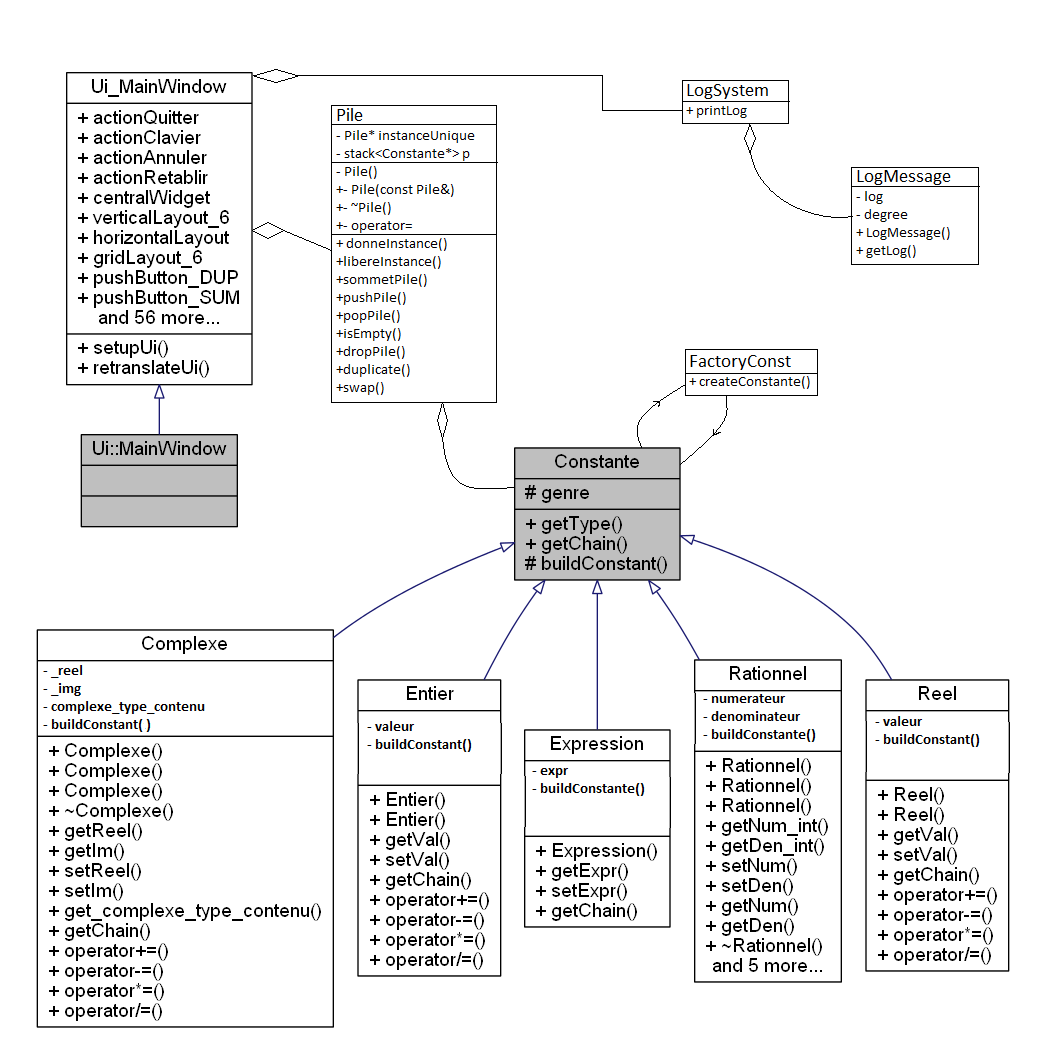 Ui_MainWindow
+ actionQuitter
+ actionClavier
+ actionAnnuler
+ actionRetablir
+ centralWidget
+ verticalLayout_6
+ horizontalLayout
+ gridLayout_6
+ pushButton_DUP
+ pushButton_SUM
and 56 more...
+ setupUi()
+ retranslateUi()
Ui::MainWindow
Pile
- Pile* instanceUnique
- stack<Constante*> p
- Pile()
+- Pile(const Pile&)
+- ~Pile()
+- operator=
+ donneInstance()
+libereInstance()
+sommetPile()
+pushPile()
+popPile()
+isEmpty()
+dropPile()
+duplicate()
+swap()
LogSystem
+ printLog
LogMessage
- log
- degree
+ LogMessage()
+ getLog()
FactoryConst
+ createConstante()
Constante
# genre
+ getType()
+ getChain()
# buildConstant()
Complexe
- _reel
- _img
- complexe_type_contenu
- buildConstant( )
+ Complexe()
+ Complexe()
+ Complexe()
+ ~Complexe()
+ getReel()
+ getIm()
+ setReel()
+ setIm()
+ get_complexe_type_contenu()
+ getChain()
+ operator+=()
+ operator-=()
+ operator*=()
+ operator/=()
Entier
- valeur
- buildConstant()
+ Entier()
+ Entier()
+ getVal()
+ setVal()
+ getChain()
+ operator+=()
+ operator-=()
+ operator*=()
+ operator/=()
Expression
- expr
- buildConstante()
+ Expression()
+ getExpr()
+ setExpr()
+ getChain()
Rationnel
- numerateur
- denominateur
- buildConstante()
+ Rationnel()
+ Rationnel()
+ Rationnel()
+ getNum_int()
+ getDen_int()
+ setNum()
+ setDen()
+ getNum()
+ getDen()
+ ~Rationnel()
and 5 more...
Reel
- valeur
- buildConstant()
+ Reel()
+ Reel()
+ getVal()
+ setVal()
+ getChain()
+ operator+=()
+ operator-=()
+ operator*=()
+ operator/=()